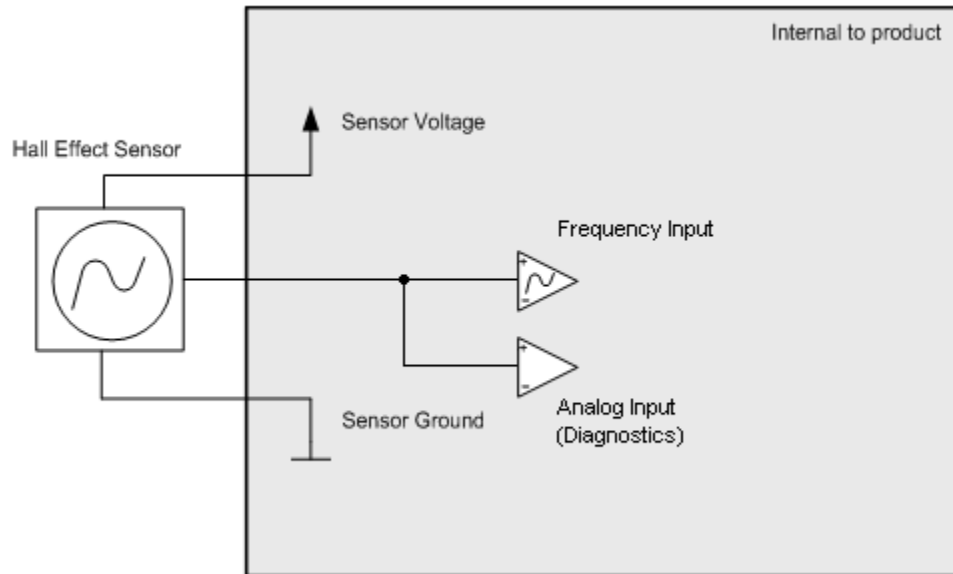 Internal to product
Sensor Voltage
Hall Effect Sensor
Frequency Input
+
-
+
-
Analog Input
(Diagnostics)
Sensor Ground